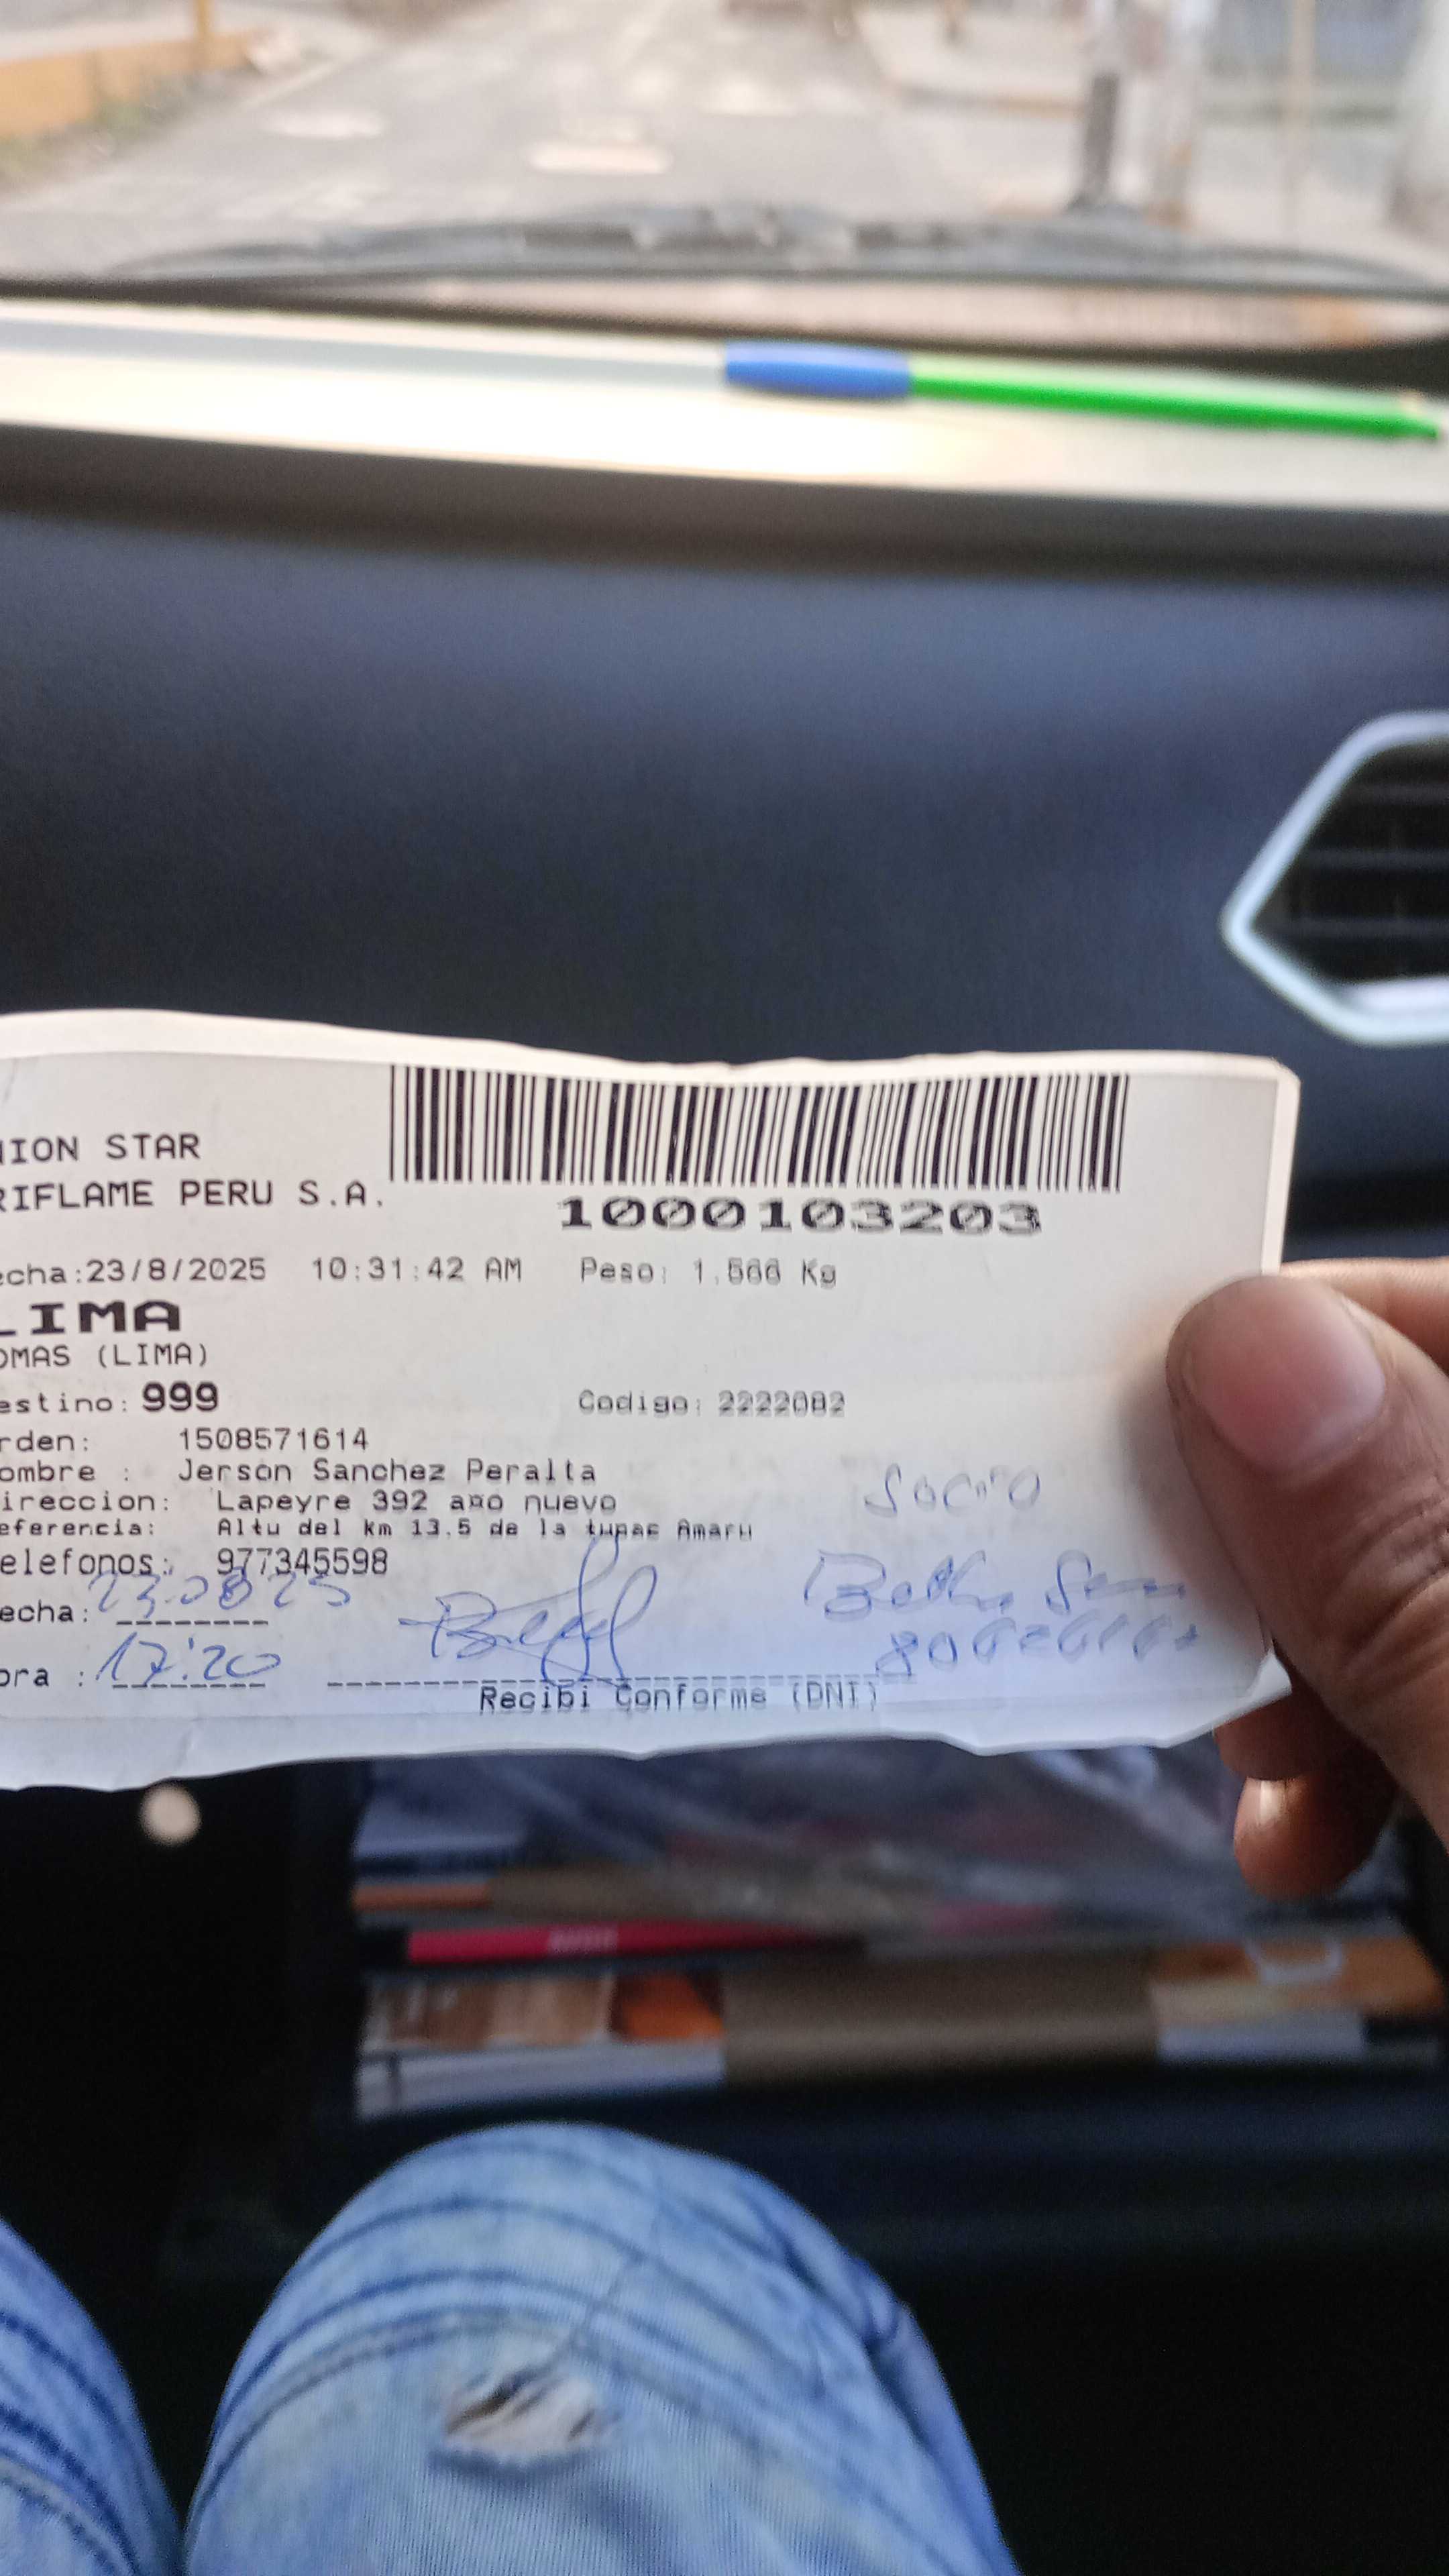 NION STAR
RIFLAME PERU S.A.
1000103203
echa:23/8/2025 10:31:42 AM Peso: 1.566 Kg
LIMA
OMAS (LIMA)
estino: 999 Codigo: 2222082
rden: 1508571614
ombre : Jerson Sanchez Peralta
ireccion: Lapeyre 392 año nuevo
eferencia: Altu del km 13.5 de la tupac Amaru
elefonos: 977345598
Socio
echa: 23.08 25
ora : 17:20
Recibi Conforme (DNI)